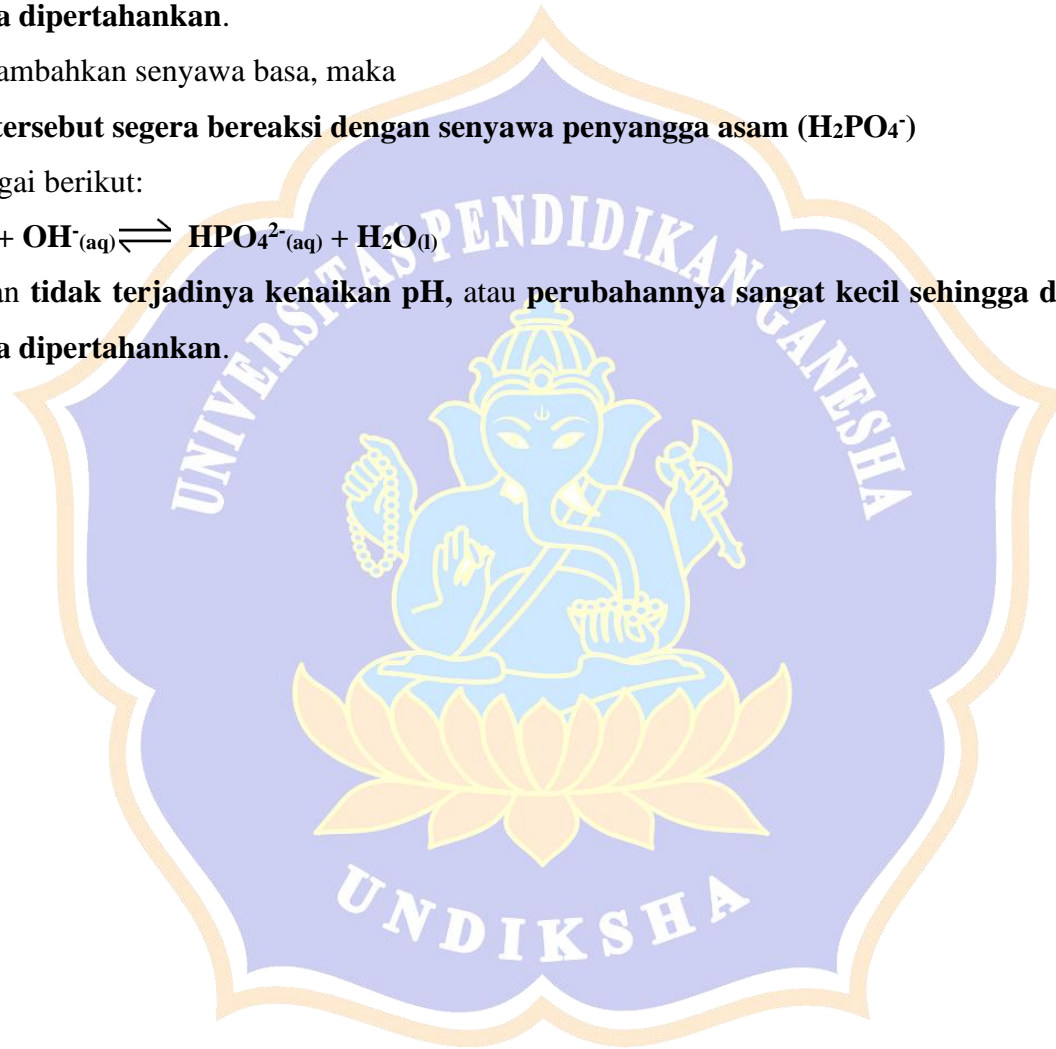 a dipertahankan.
ambahkan senyawa basa, maka
tersebut segera bereaksi dengan senyawa penyangga asam (H₂PO₄⁻)
gai berikut:
+ OH⁻(aq) ⇌ HPO₄²⁻(aq) + H₂O(l)
an tidak terjadinya kenaikan pH, atau perubahannya sangat kecil sehingga d
a dipertahankan.
UNIVERSITAS PENDIDIKAN GANESHA
UNDIKSHA